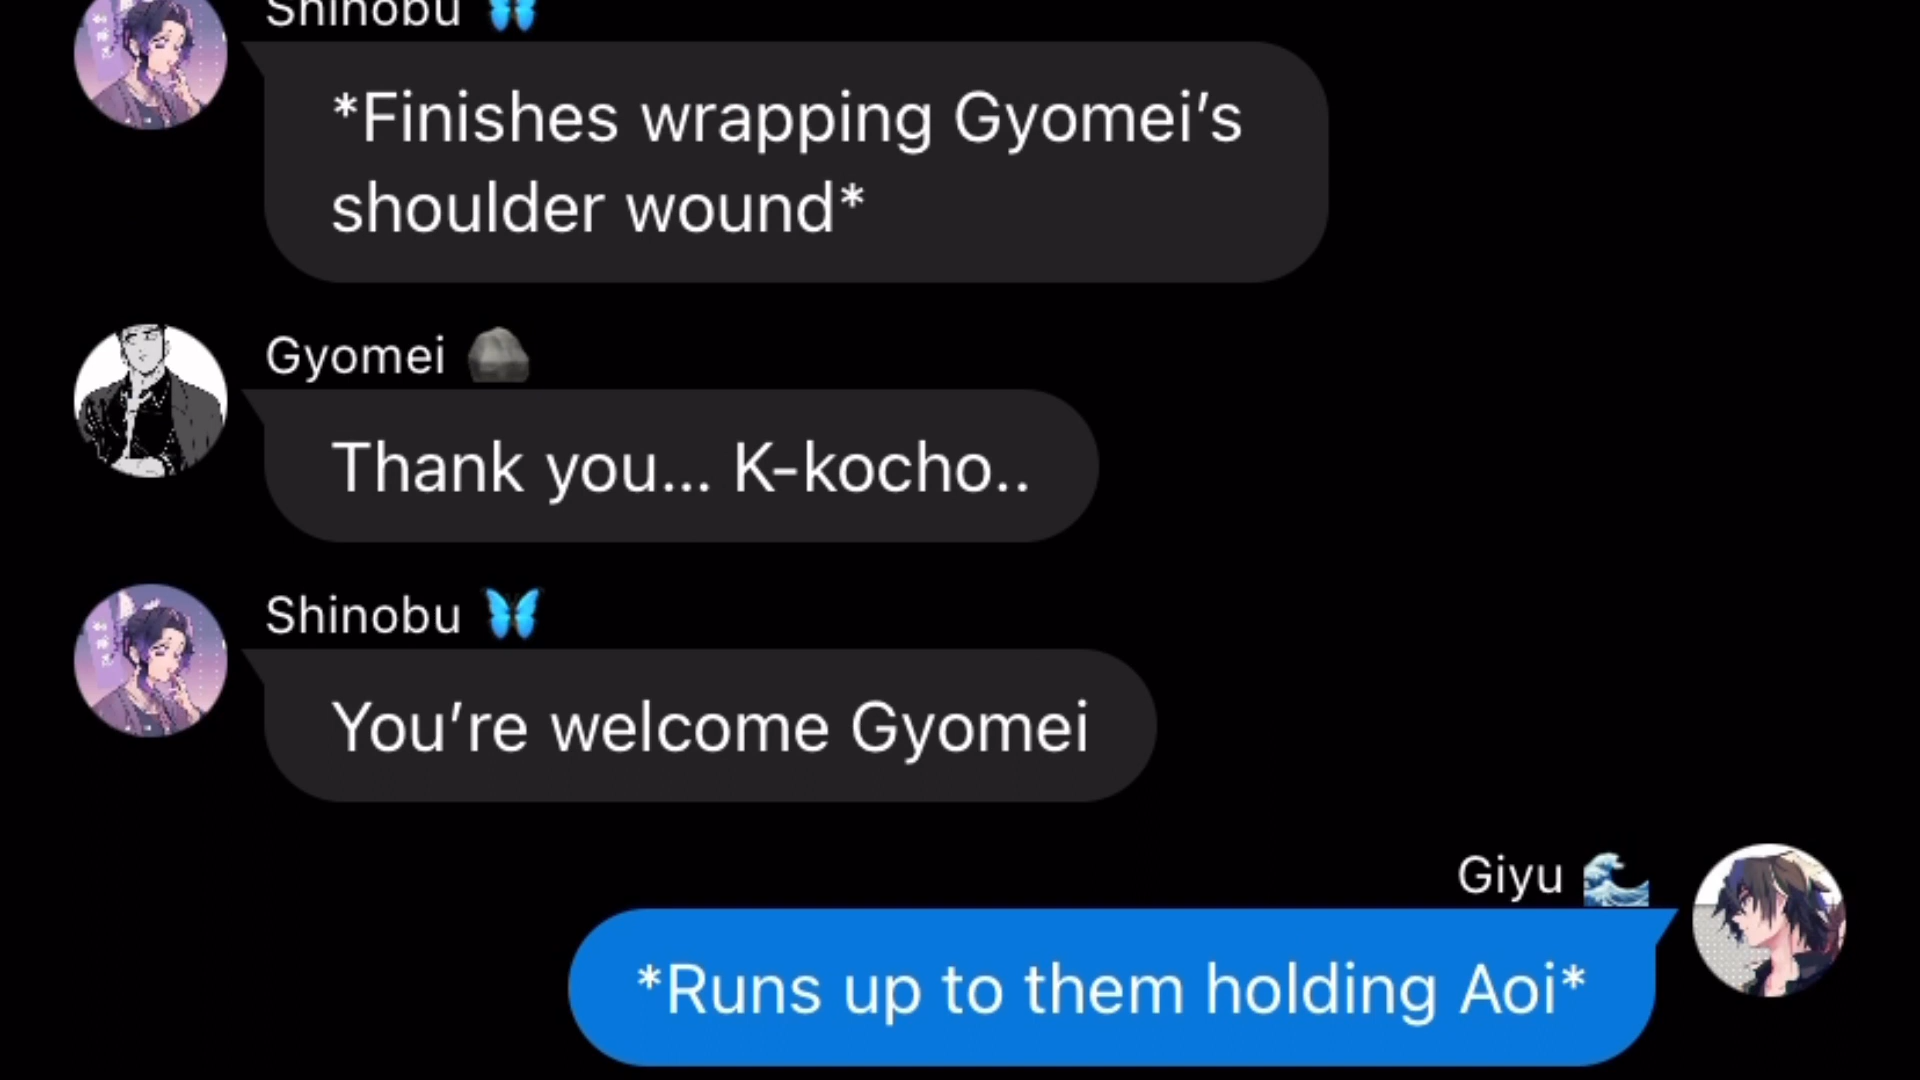 Shinobu 🦋
*Finishes wrapping Gyomei’s
shoulder wound*
Gyomei 🪨
Thank you... K-kocho..
Shinobu 🦋
You’re welcome Gyomei
Giyu 🌊
*Runs up to them holding Aoi*